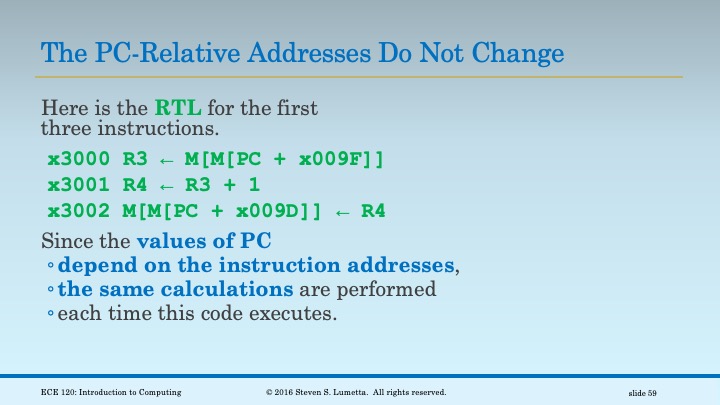 The PC-Relative Addresses Do Not Change
Here is the RTL for the first
three instructions.
x3000 R3 ← M[M[PC + x009F]]
x3001 R4 ← R3 + 1
x3002 M[M[PC + x009D]] ← R4
Since the values of PC
◦ depend on the instruction addresses,
◦ the same calculations are performed
◦ each time this code executes.
ECE 120: Introduction to Computing © 2016 Steven S. Lumetta. All rights reserved. slide 59